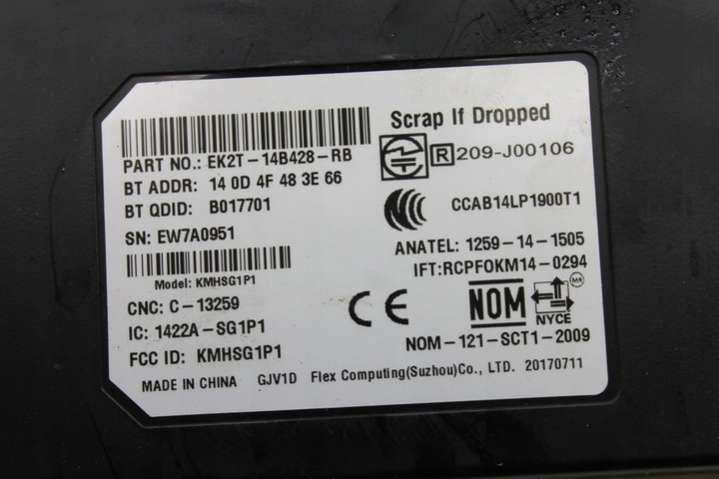 Scrap If Dropped
PART NO.: EK2T-14B428-RB
R 209-J00106
BT ADDR: 14 0D 4F 48 3E 66
BT QDID: B017701
CCAB14LP1900T1
SN: EW7A0951
ANATEL: 1259-14-1505
IFT:RCPFOKM14-0294
Model: KMHSG1P1
CNC: C-13259
CE
NOM
MR
NYCE
IC: 1422A-SG1P1
NOM-121-SCT1-2009
FCC ID: KMHSG1P1
MADE IN CHINA GJV1D Flex Computing(Suzhou)Co., LTD. 20170711